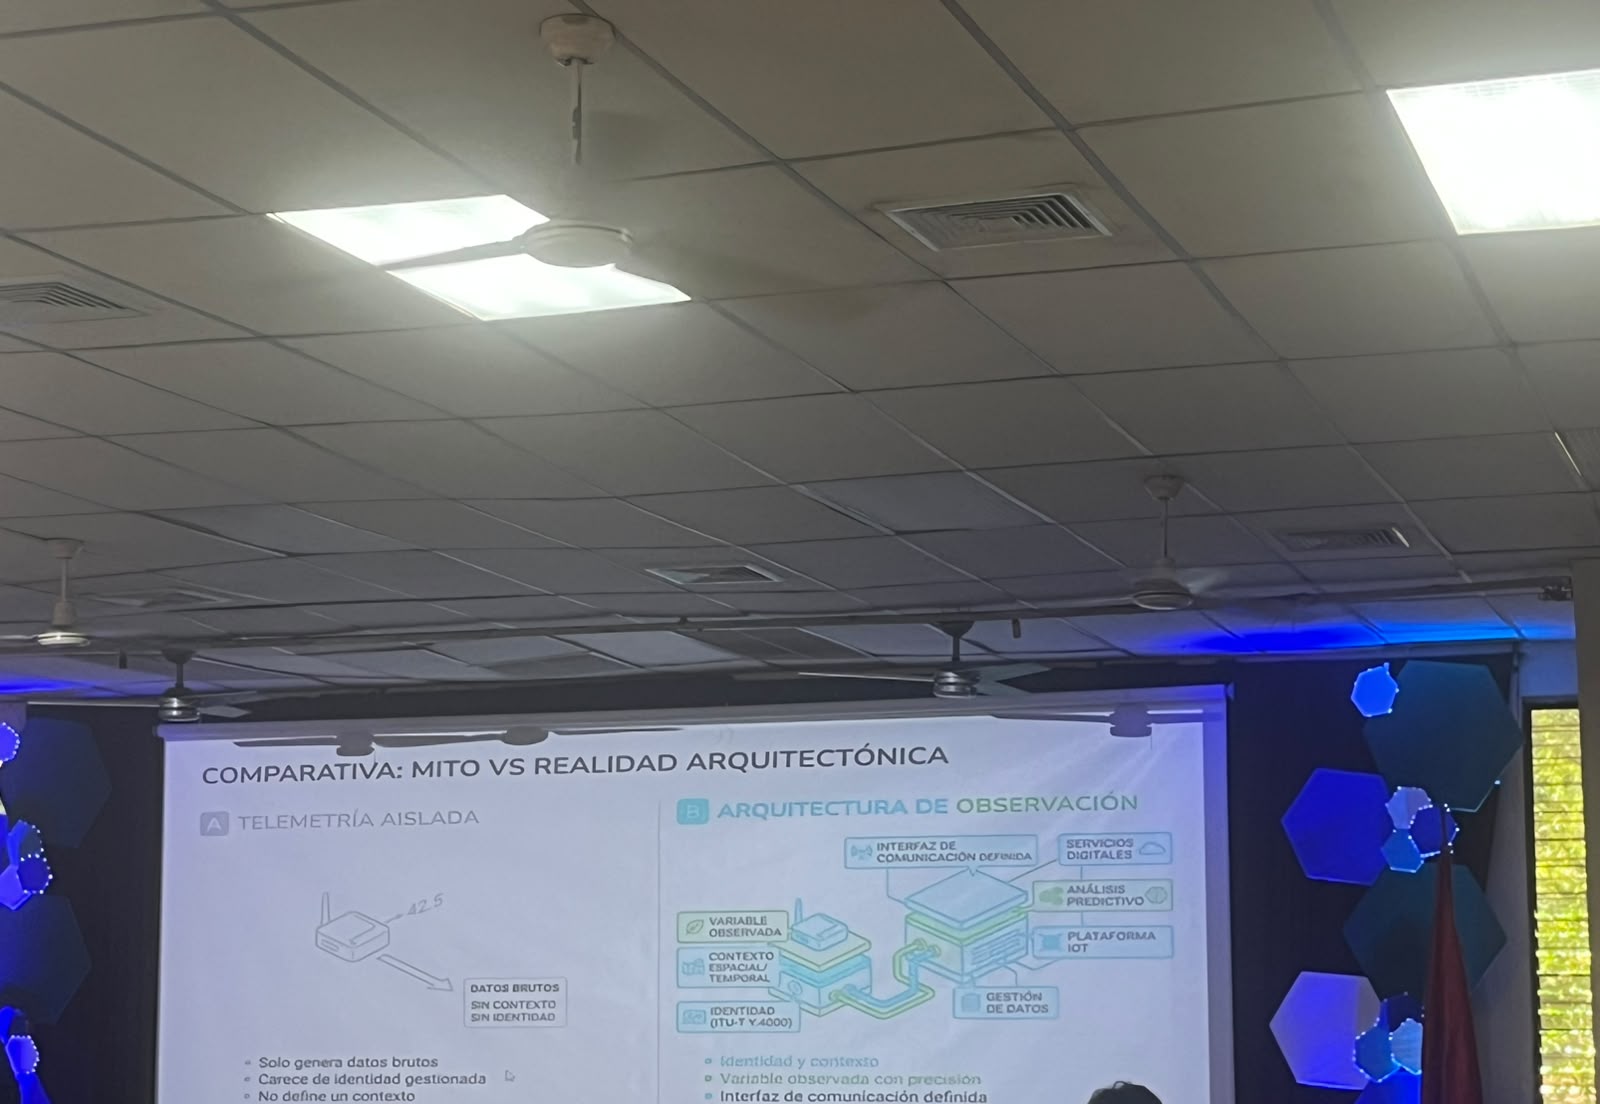 COMPARATIVA: MITO VS REALIDAD ARQUITECTÓNICA
A TELEMETRÍA AISLADA
42.5
DATOS BRUTOS
SIN CONTEXTO
SIN IDENTIDAD
Solo genera datos brutos
Carece de identidad gestionada
No define un contexto
B ARQUITECTURA DE OBSERVACIÓN
INTERFAZ DE
COMUNICACIÓN DEFINIDA
SERVICIOS
DIGITALES
ANÁLISIS
PREDICTIVO
VARIABLE
OBSERVADA
PLATAFORMA
IOT
CONTEXTO
ESPACIAL/
TEMPORAL
GESTIÓN
DE DATOS
IDENTIDAD
(ITU-T Y.4000)
Identidad y contexto
Variable observada con precisión
Interfaz de comunicación definida